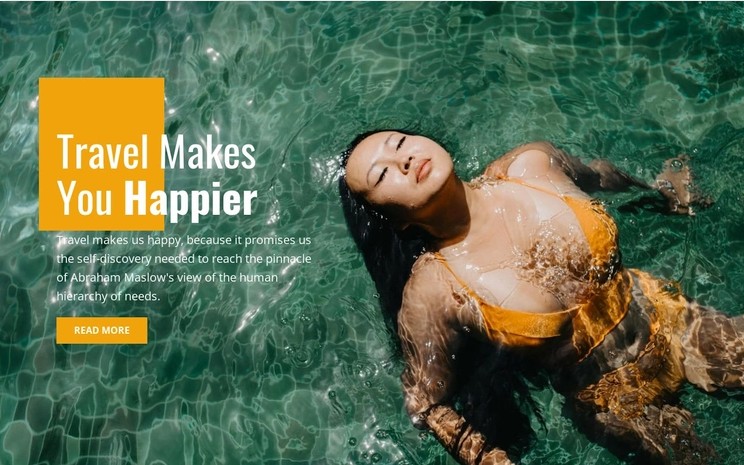 Travel Makes
You Happier
Travel makes us happy, because it promises us
the self-discovery needed to reach the pinnacle
of Abraham Maslow's view of the human
hierarchy of needs.
READ MORE